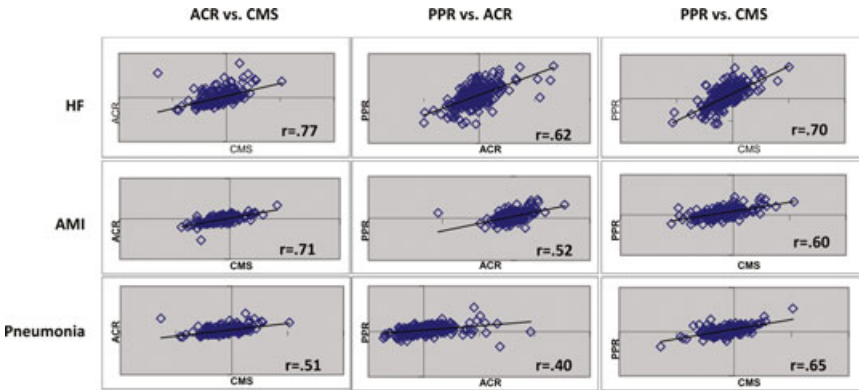 ACR vs. CMS PPR vs. ACR PPR vs. CMS
HF
ACR
CMS
r=.77
PPR
ACR
r=.62
PPR
CMS
r=.70
AMI
ACR
CMS
r=.71
PPR
ACR
r=.52
PPR
CMS
r=.60
Pneumonia
ACR
CMS
r=.51
PPR
ACR
r=.40
PPR
CMS
r=.65